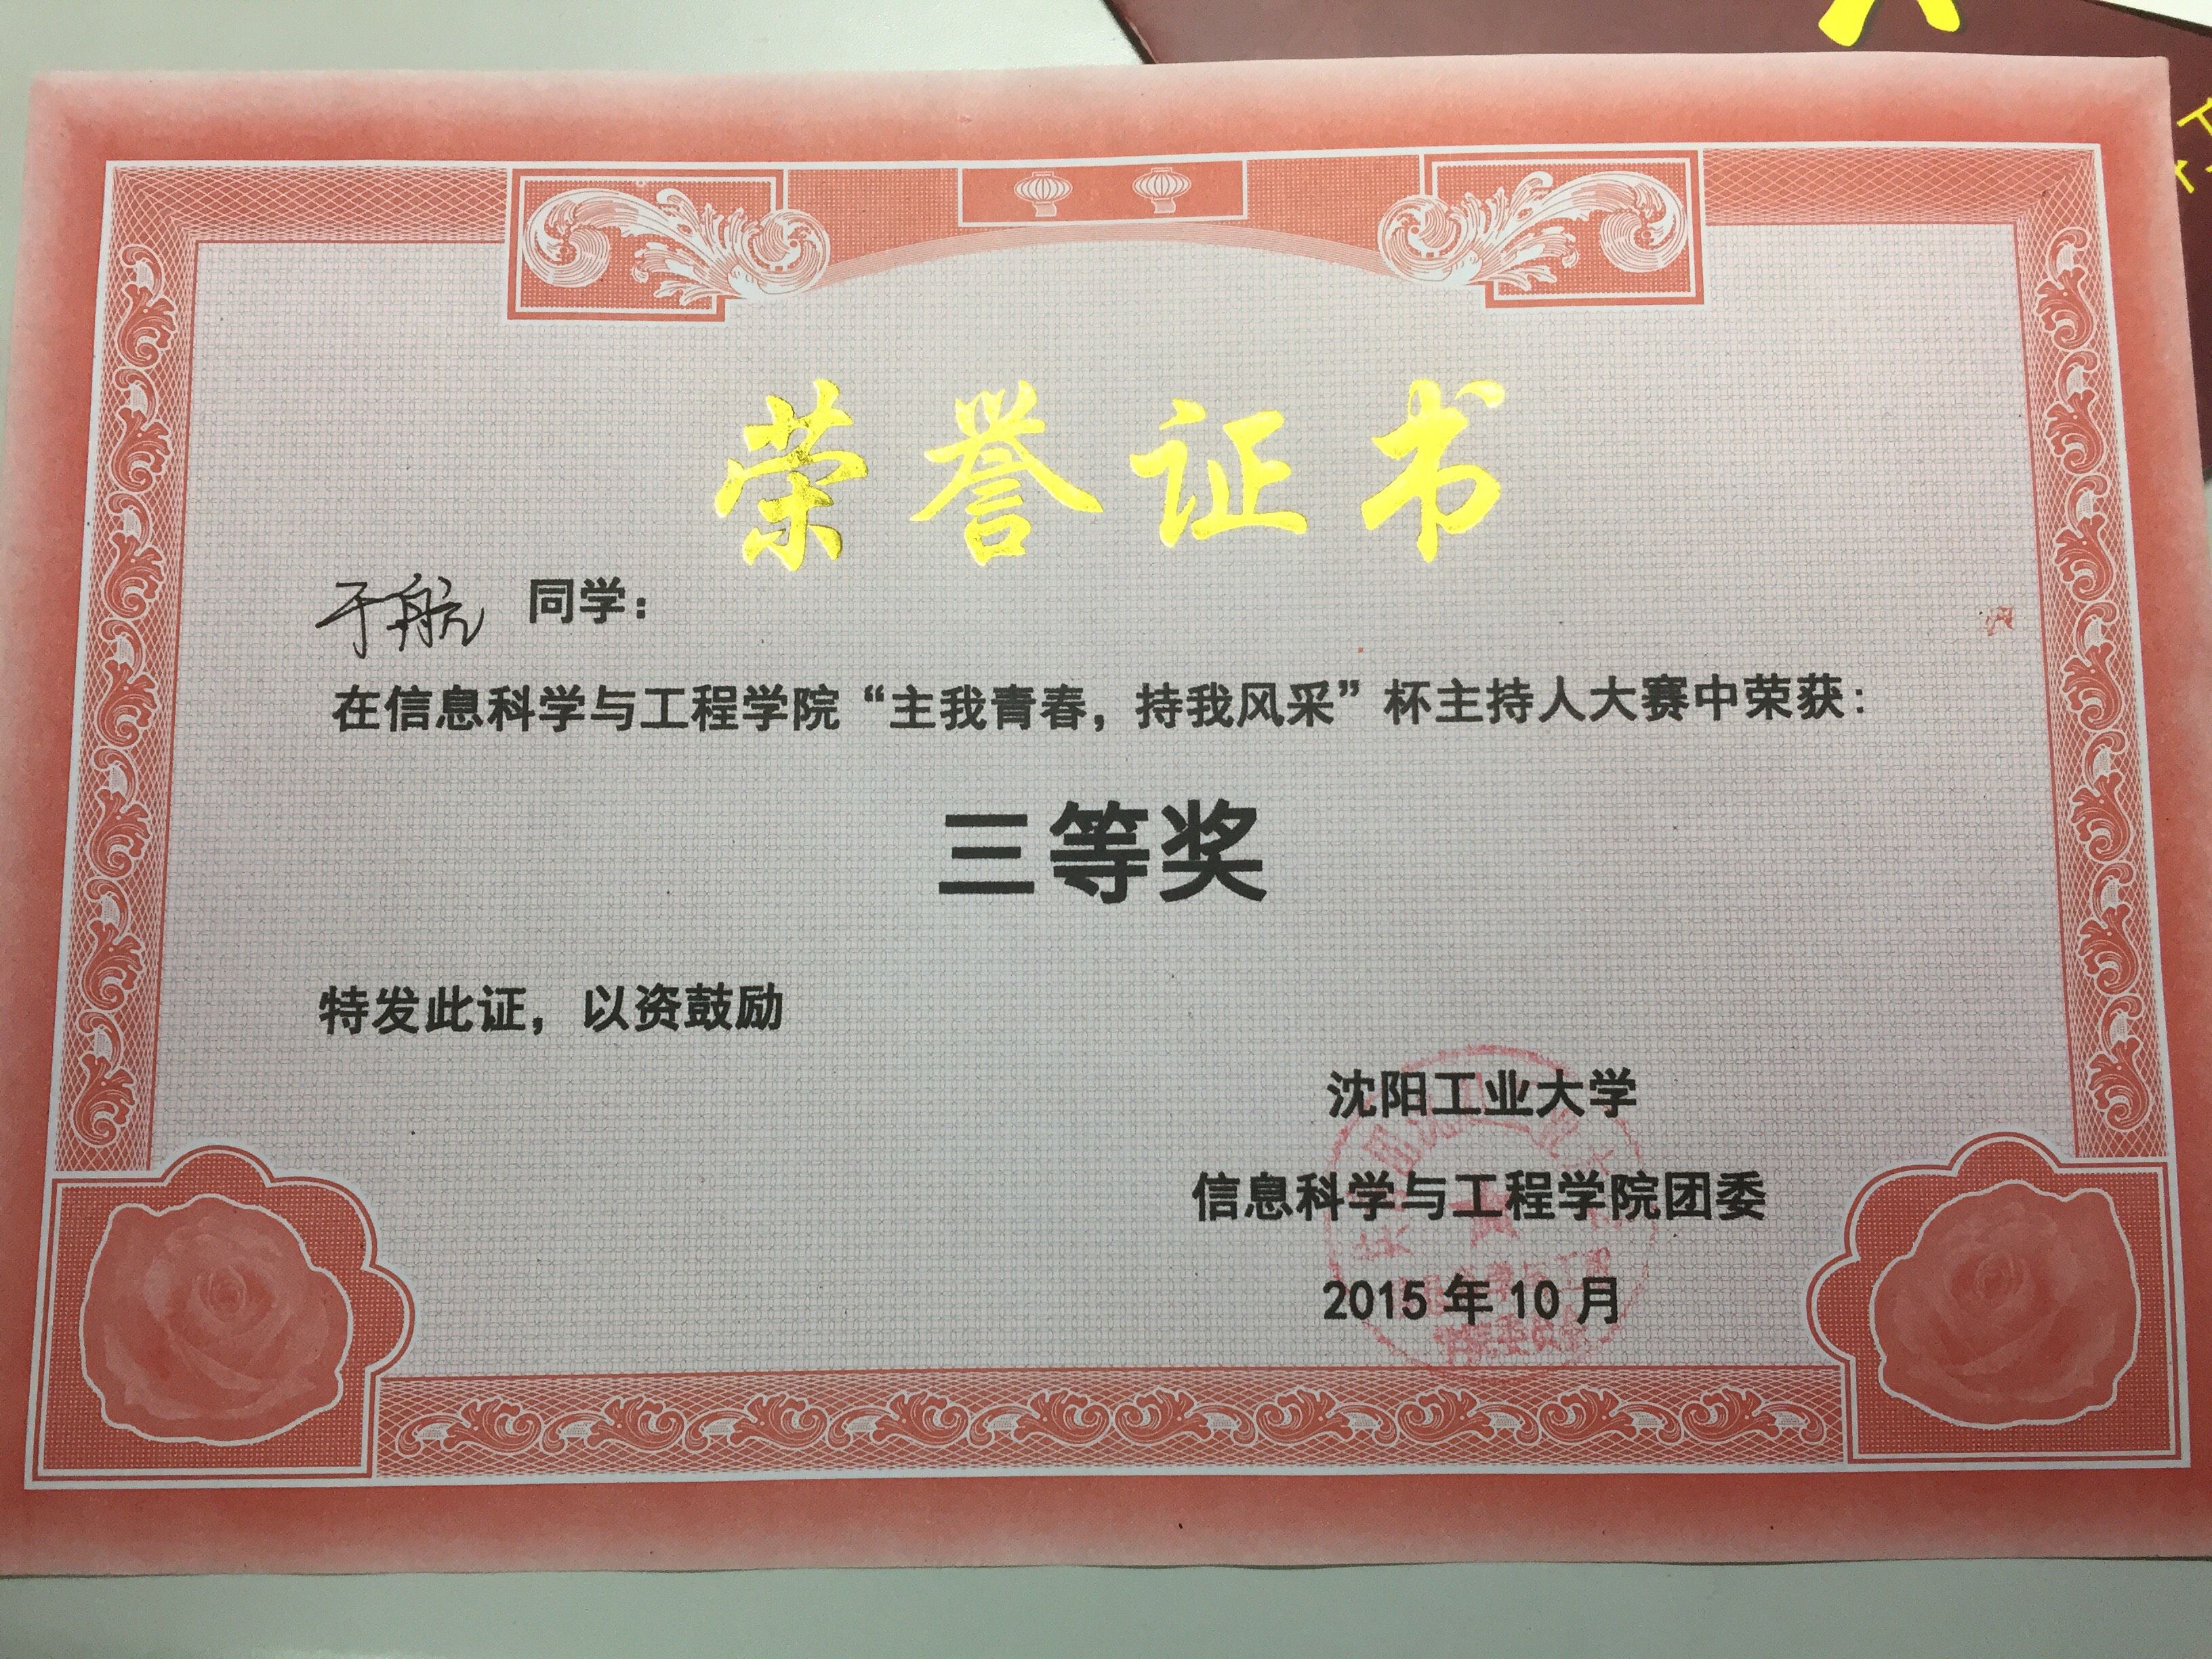 荣誉证书
于航 同学：
在信息科学与工程学院“主我青春，持我风采”杯主持人大赛中荣获：
三等奖
特发此证，以资鼓励
沈阳工业大学
信息科学与工程学院团委
2015 年 10 月